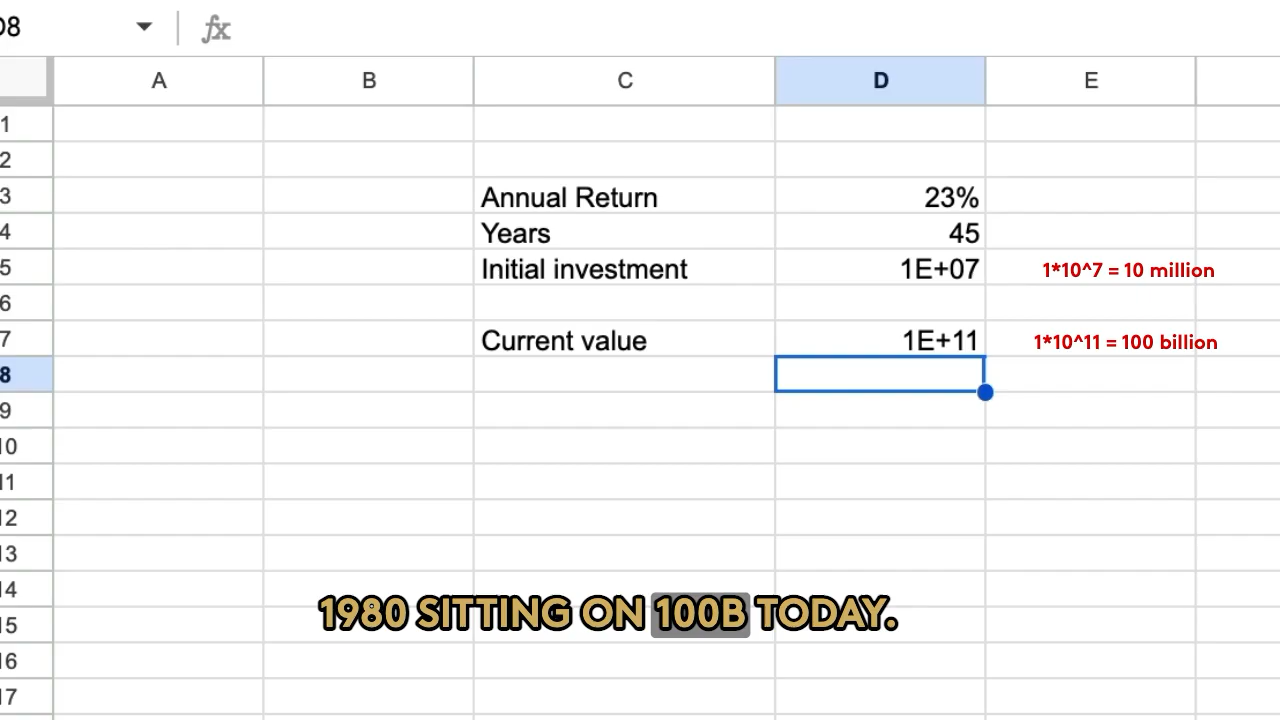 D8 fx
A B C D E
1
2
3 Annual Return 23%
4 Years 45
5 Initial investment 1E+07 1*10^7 = 10 million
6
7 Current value 1E+11 1*10^11 = 100 billion
8
9
10
11
12
13
14
1980 SITTING ON 100B TODAY.
15
16
17